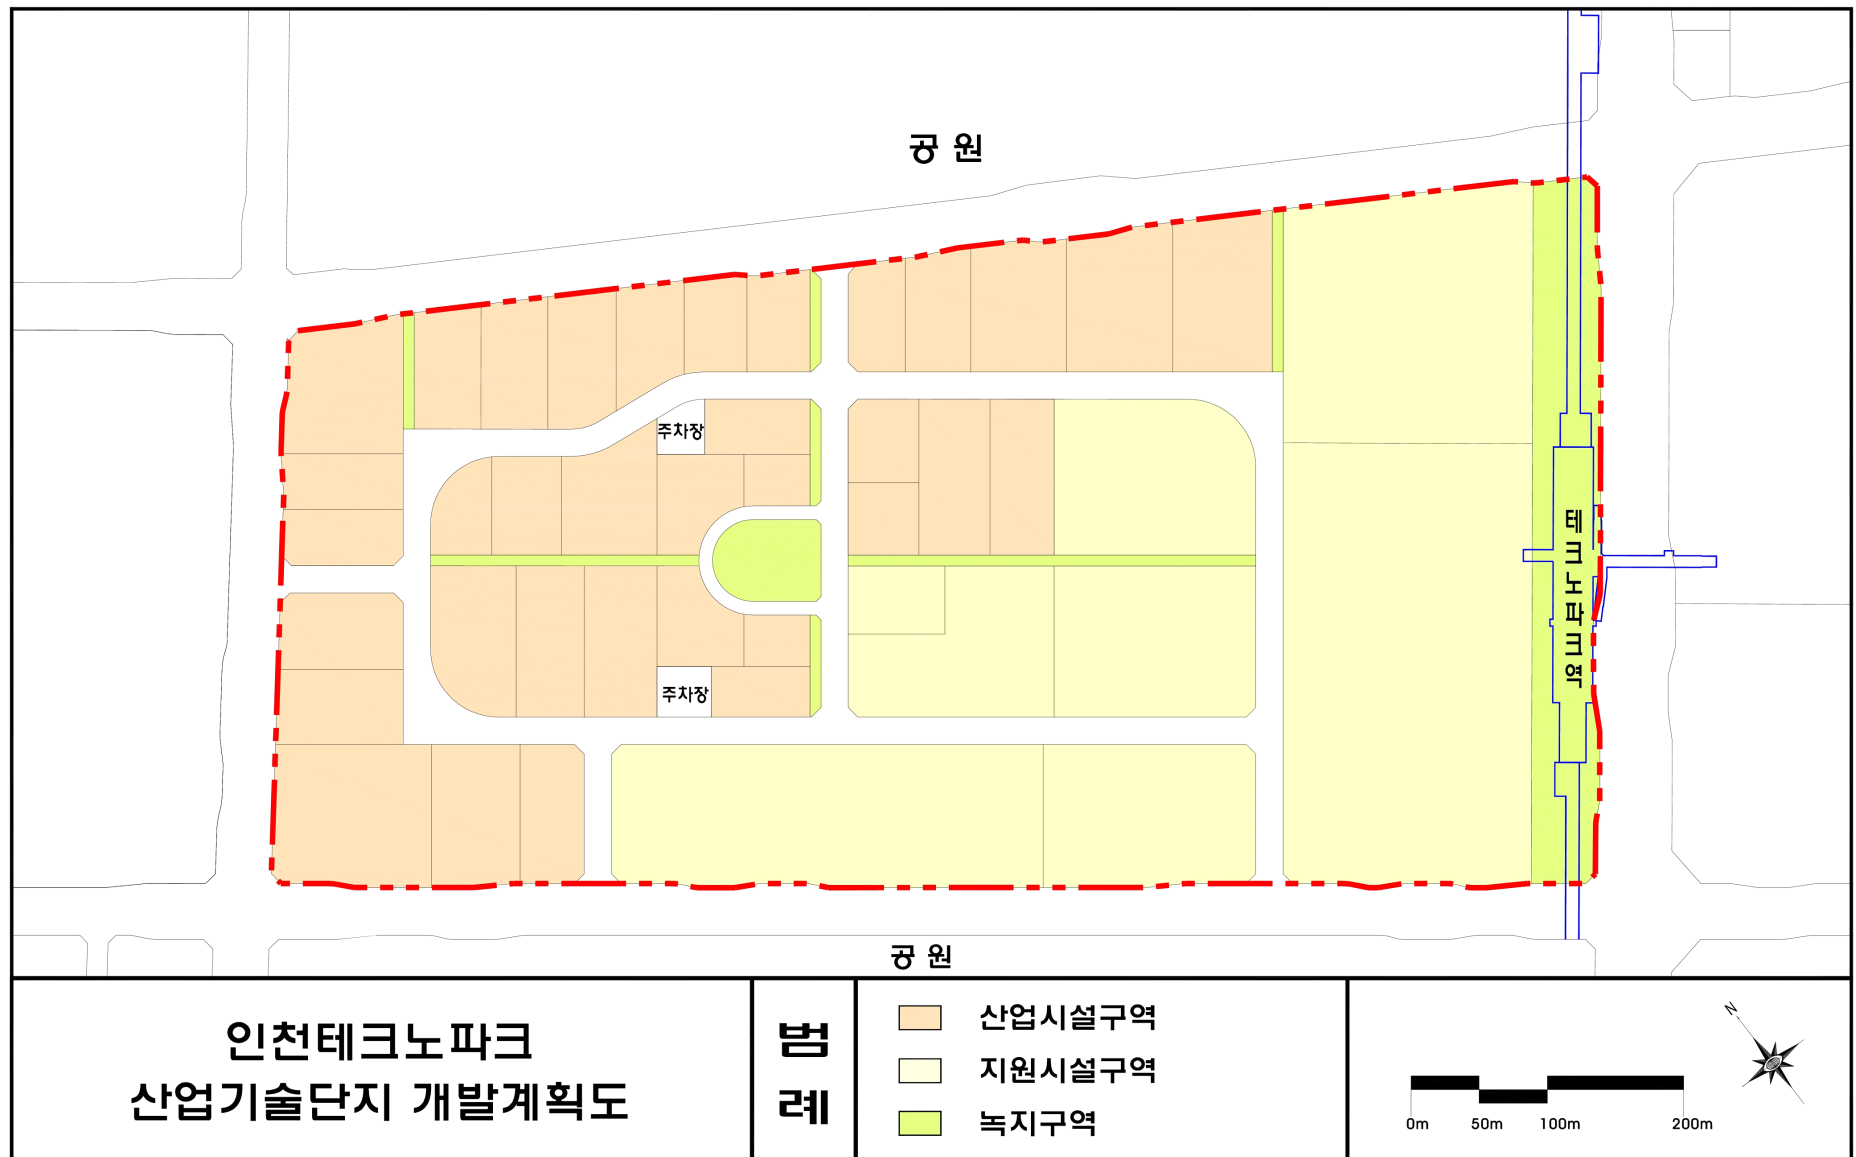 공 원
주차장
테크노파크역
주차장
공 원
인천테크노파크
산업기술단지 개발계획도
범례
산업시설구역
지원시설구역
녹지구역
0m 50m 100m 200m
N